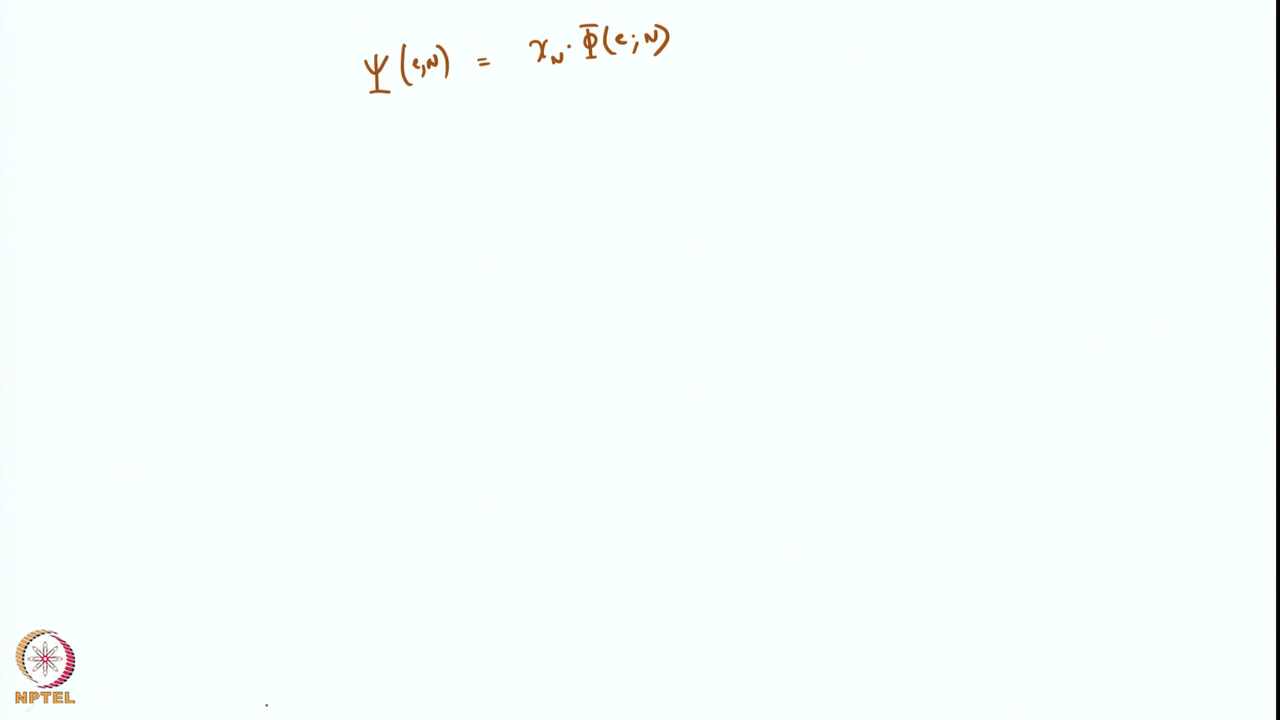 Ψ(e,N) = χ_N · Φ(e;N)
NPTEL